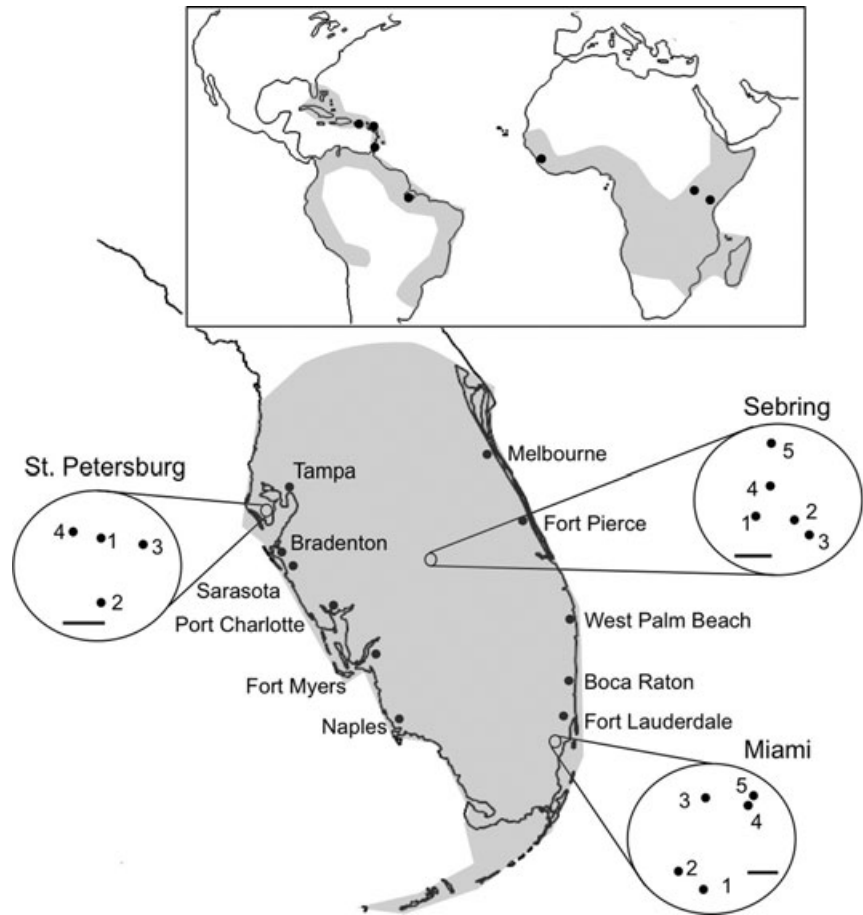 Sebring
5
4
1
2
3
Melbourne
St. Petersburg
Tampa
4
1
3
2
Fort Pierce
Bradenton
Sarasota
Port Charlotte
West Palm Beach
Fort Myers
Boca Raton
Naples
Fort Lauderdale
Miami
3
5
4
2
1